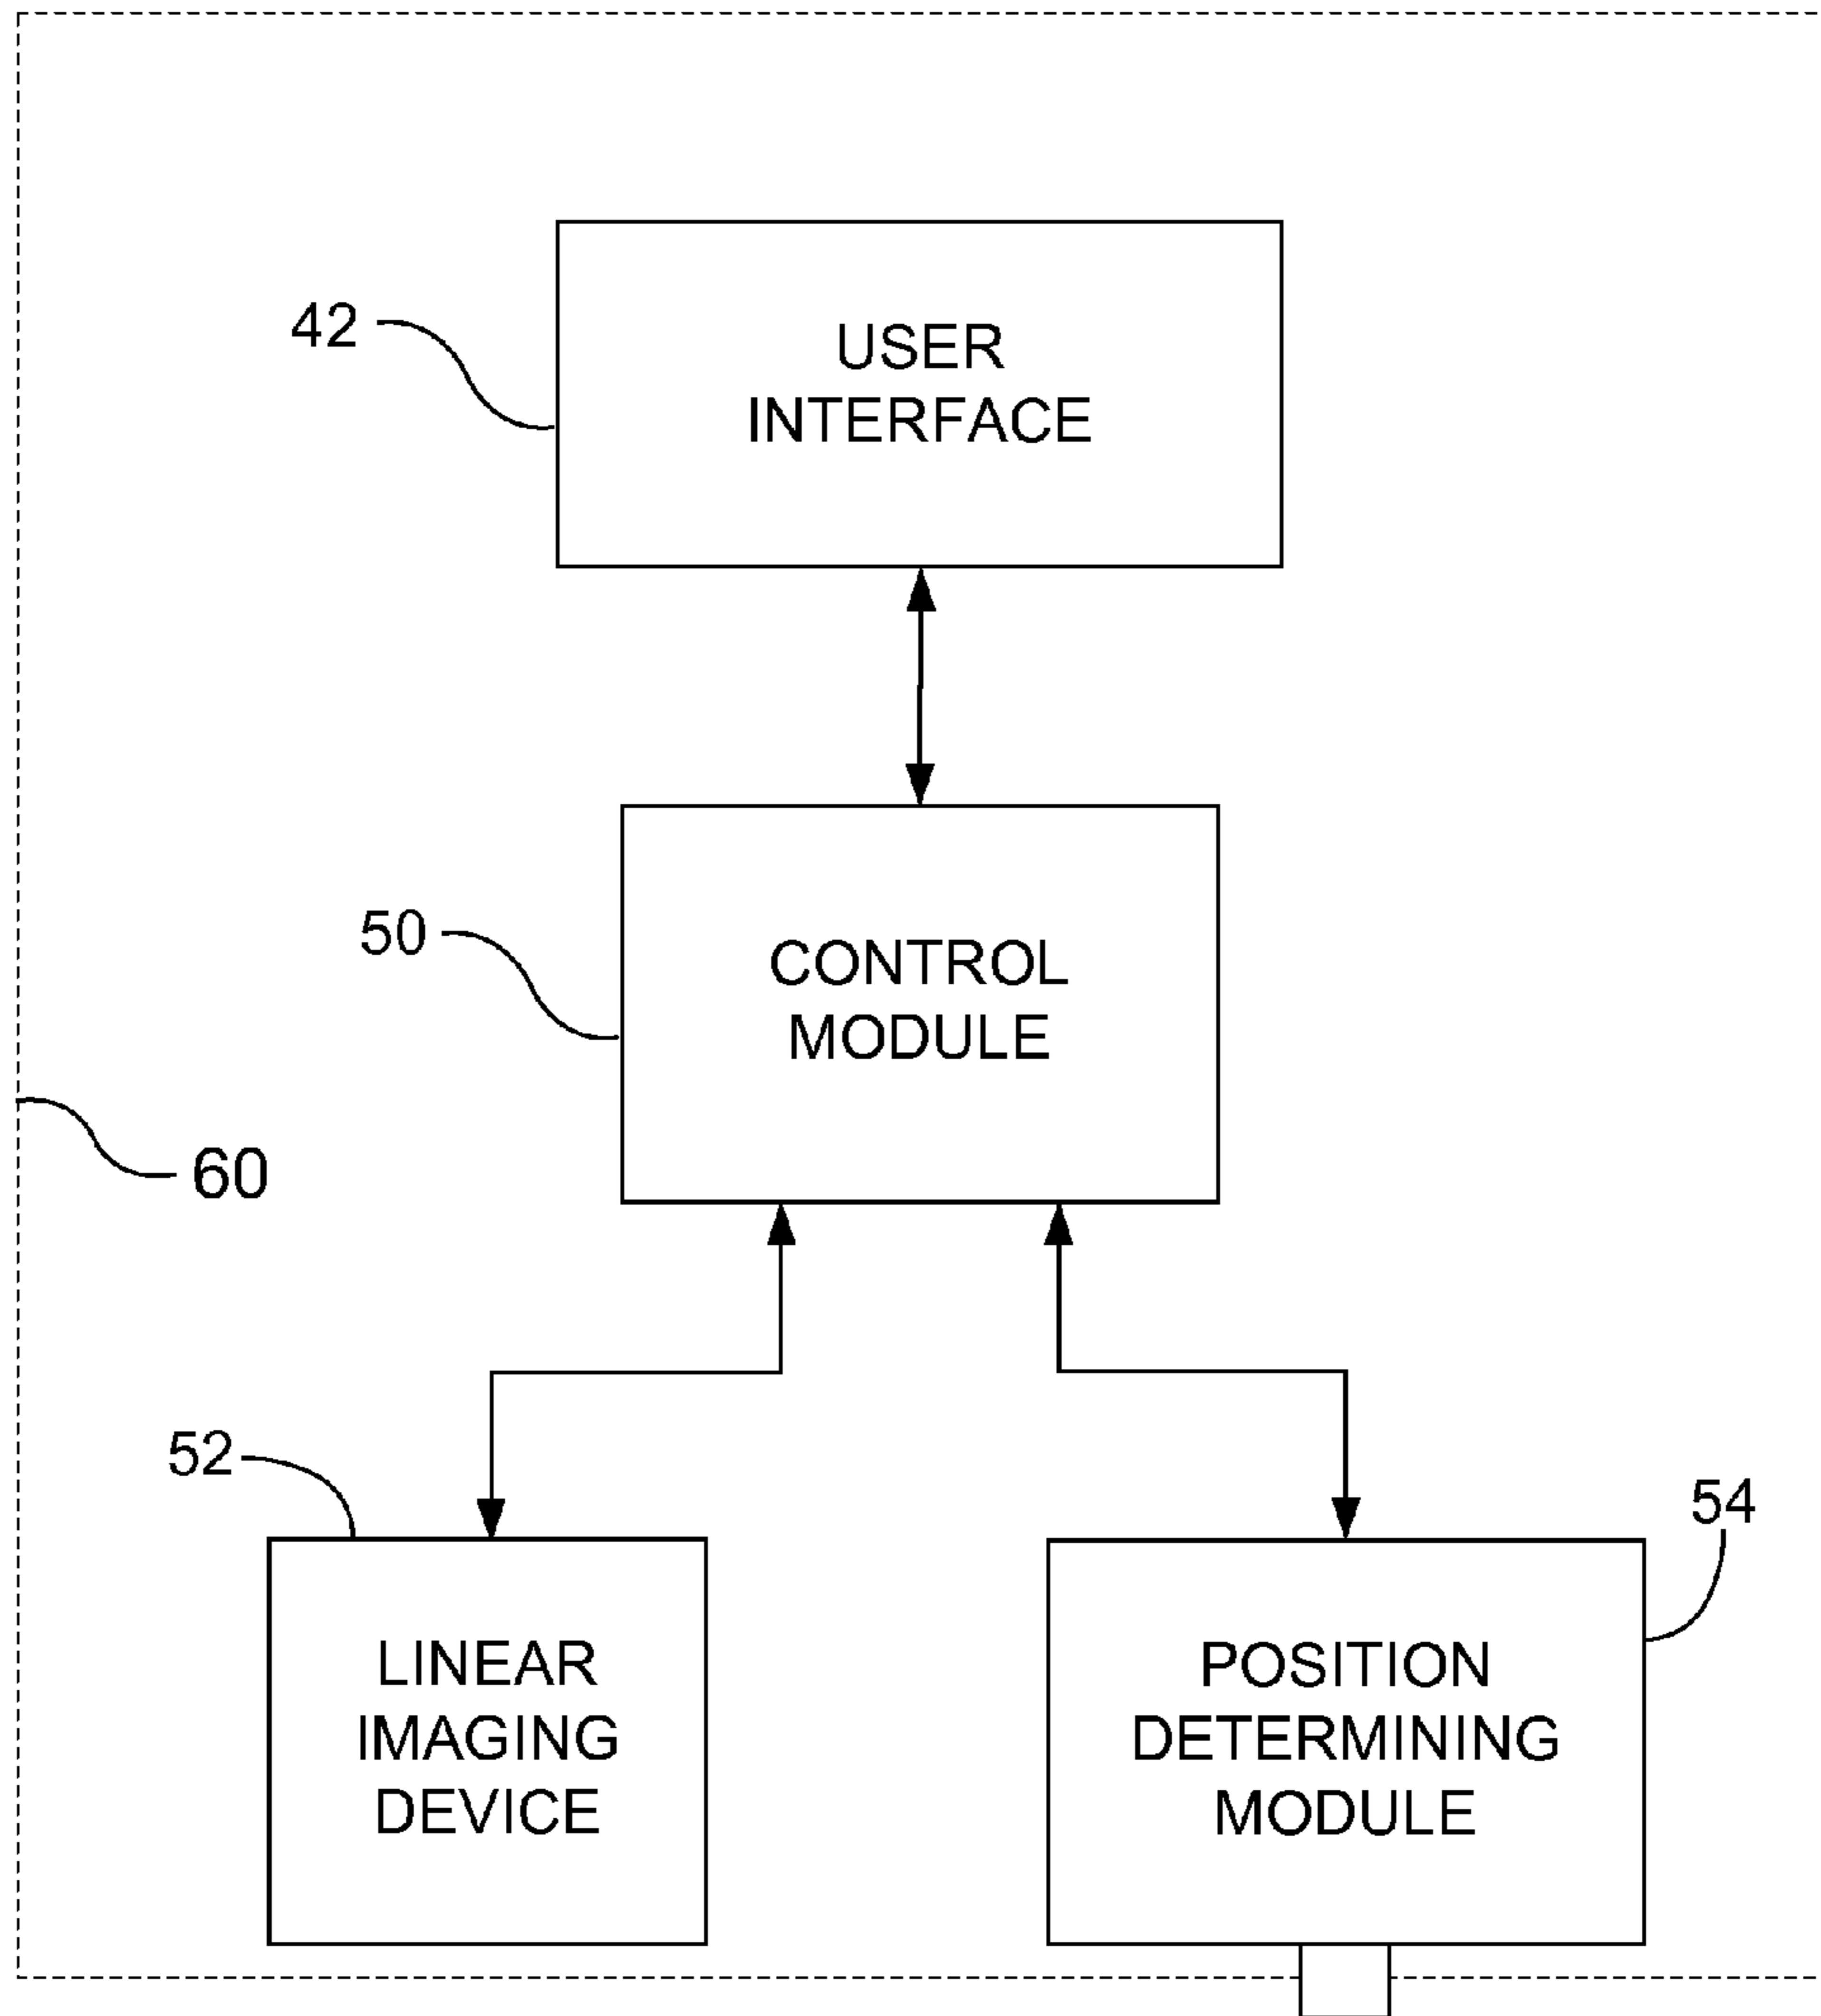 42
USER
INTERFACE
50
CONTROL
MODULE
60
52
54
LINEAR
IMAGING
DEVICE
POSITION
DETERMINING
MODULE